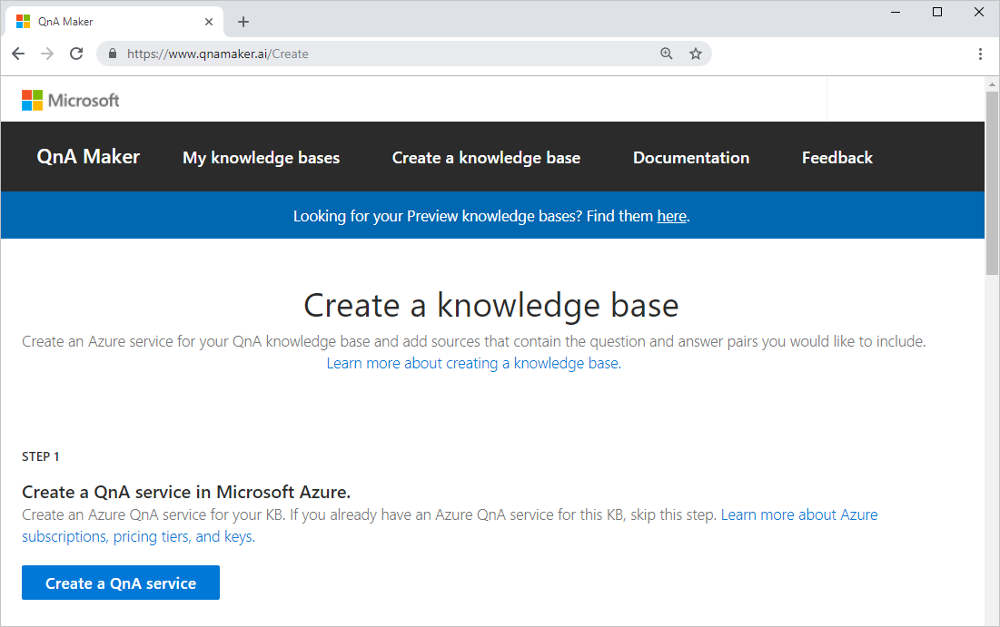 QnA Maker
https://www.qnamaker.ai/Create
Microsoft
QnA Maker My knowledge bases Create a knowledge base Documentation Feedback
Looking for your Preview knowledge bases? Find them here.
Create a knowledge base
Create an Azure service for your QnA knowledge base and add sources that contain the question and answer pairs you would like to include.
Learn more about creating a knowledge base.
STEP 1
Create a QnA service in Microsoft Azure.
Create an Azure QnA service for your KB. If you already have an Azure QnA service for this KB, skip this step. Learn more about Azure
subscriptions, pricing tiers, and keys.
Create a QnA service